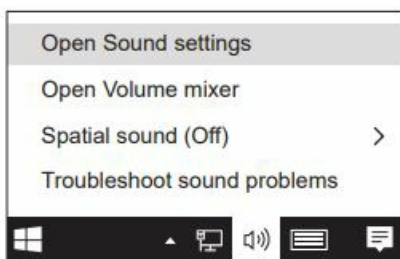 Open Sound settings
Open Volume mixer
Spatial sound (Off)
Troubleshoot sound problems